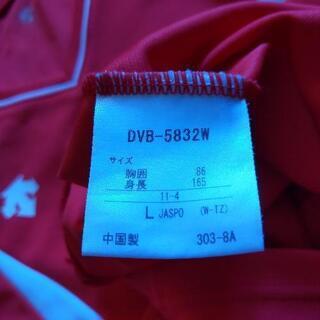 DVB-5832W
サイズ
胸囲 86
身長 165
11-4
L JASPO (W-TZ)
中国製 303-8A